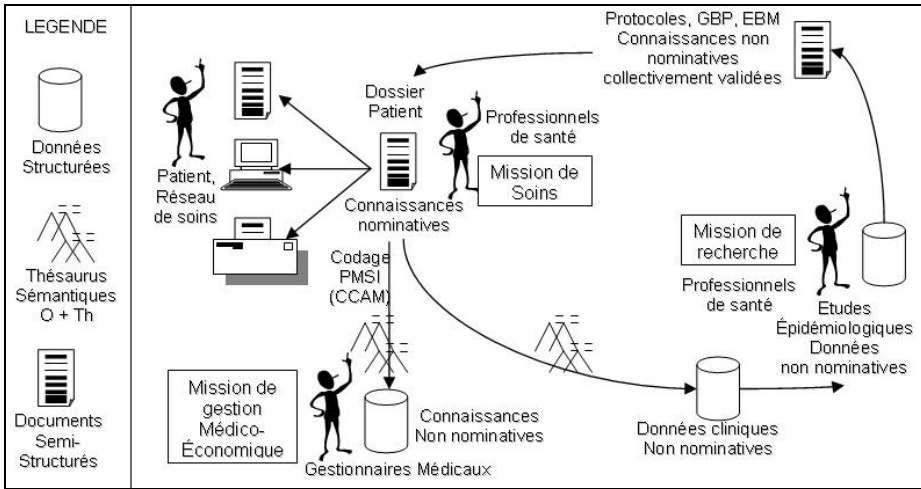 LEGENDE
Données
Structurées
Thésaurus
Sémantiques
O + Th
Documents
Semi-
Structurés
Patient,
Réseau
de soins
Dossier
Patient
Connaissances
nominatives
Professionnels
de santé
Mission de
Soins
Protocoles, GBP, EBM
Connaissances non
nominatives
collectivement validées
Codage
PMSI
(CCAM)
Mission de
gestion
Médico-
Économique
Connaissances
Non nominatives
Gestionnaires Médicaux
Données cliniques
Non nominatives
Mission de
recherche
Professionnels
de santé
Etudes
Épidémiologiques
Données
non nominatives